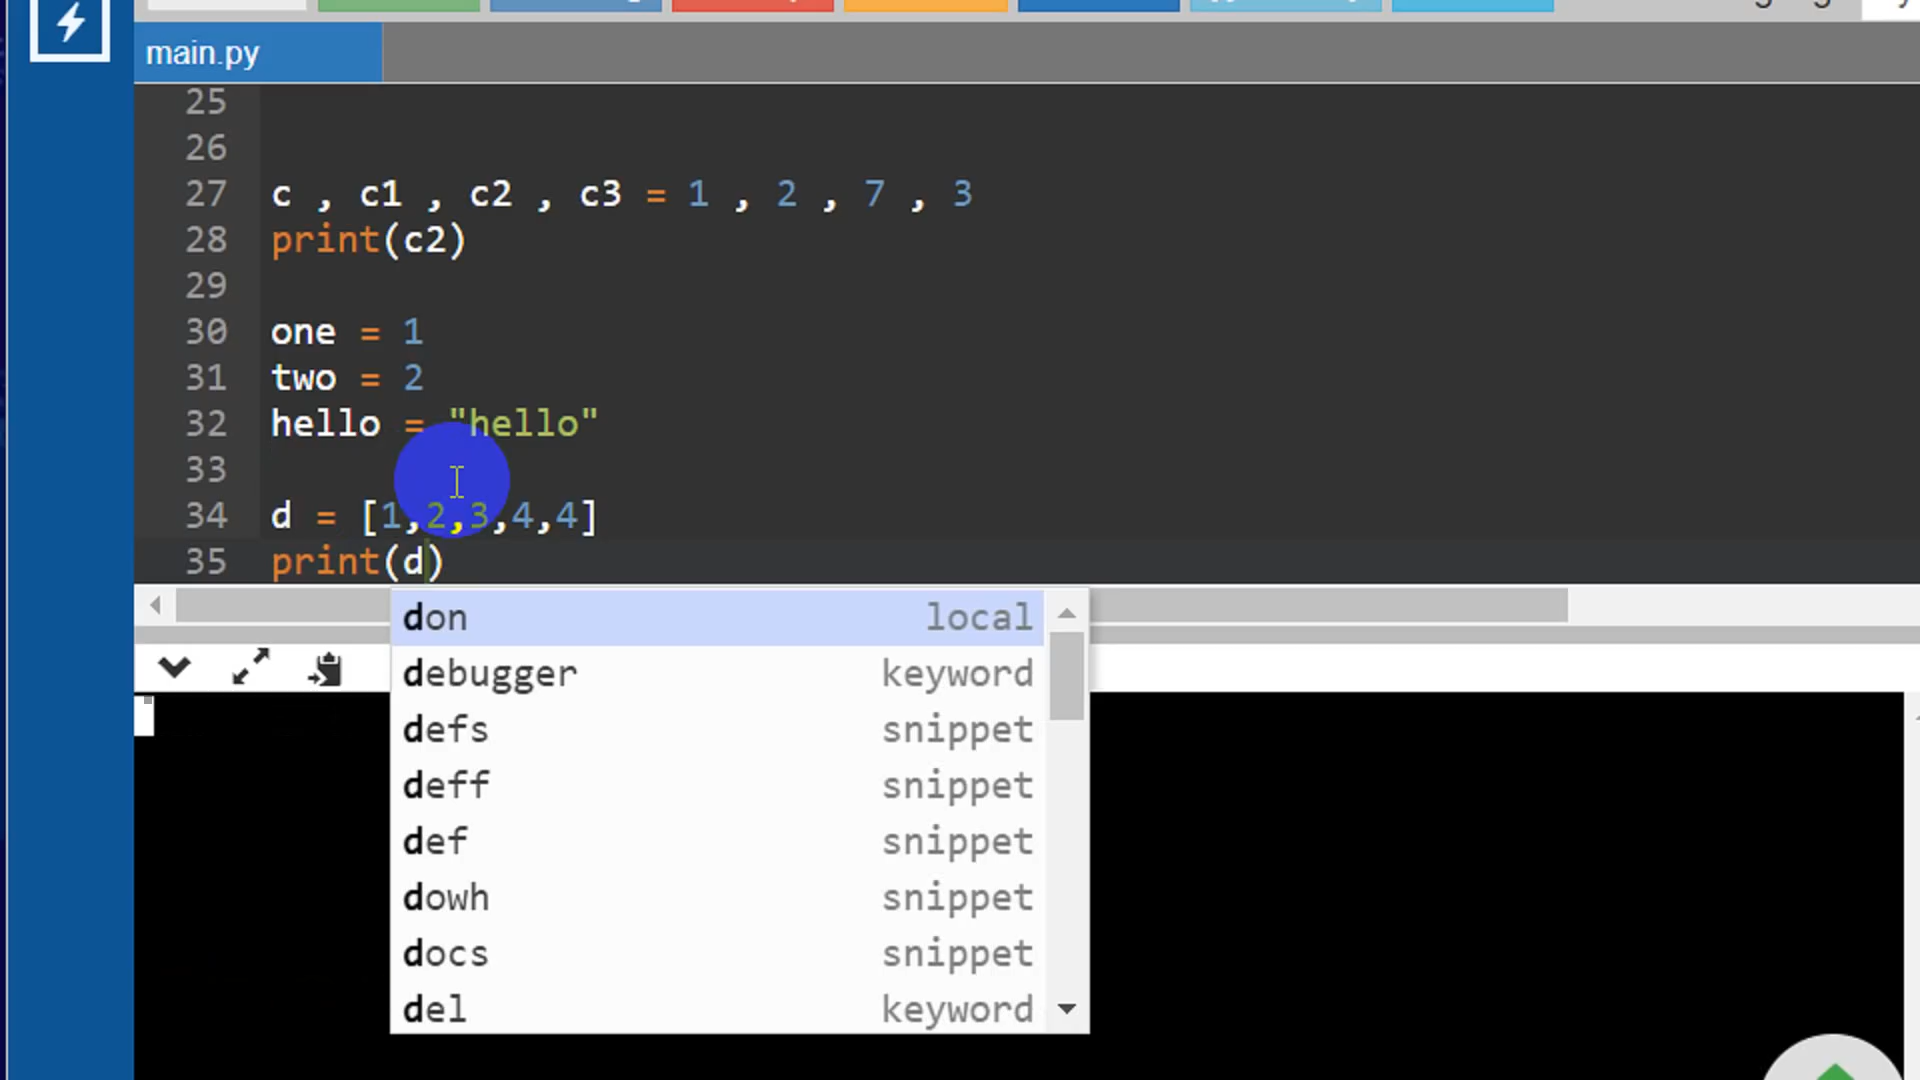 main.py
25
26
27 c , c1 , c2 , c3 = 1 , 2 , 7 , 3
28 print(c2)
29
30 one = 1
31 two = 2
32 hello = "hello"
33
34 d = [1,2,3,4,4]
35 print(d)
don local
debugger keyword
defs snippet
deff snippet
def snippet
dowh snippet
docs snippet
del keyword